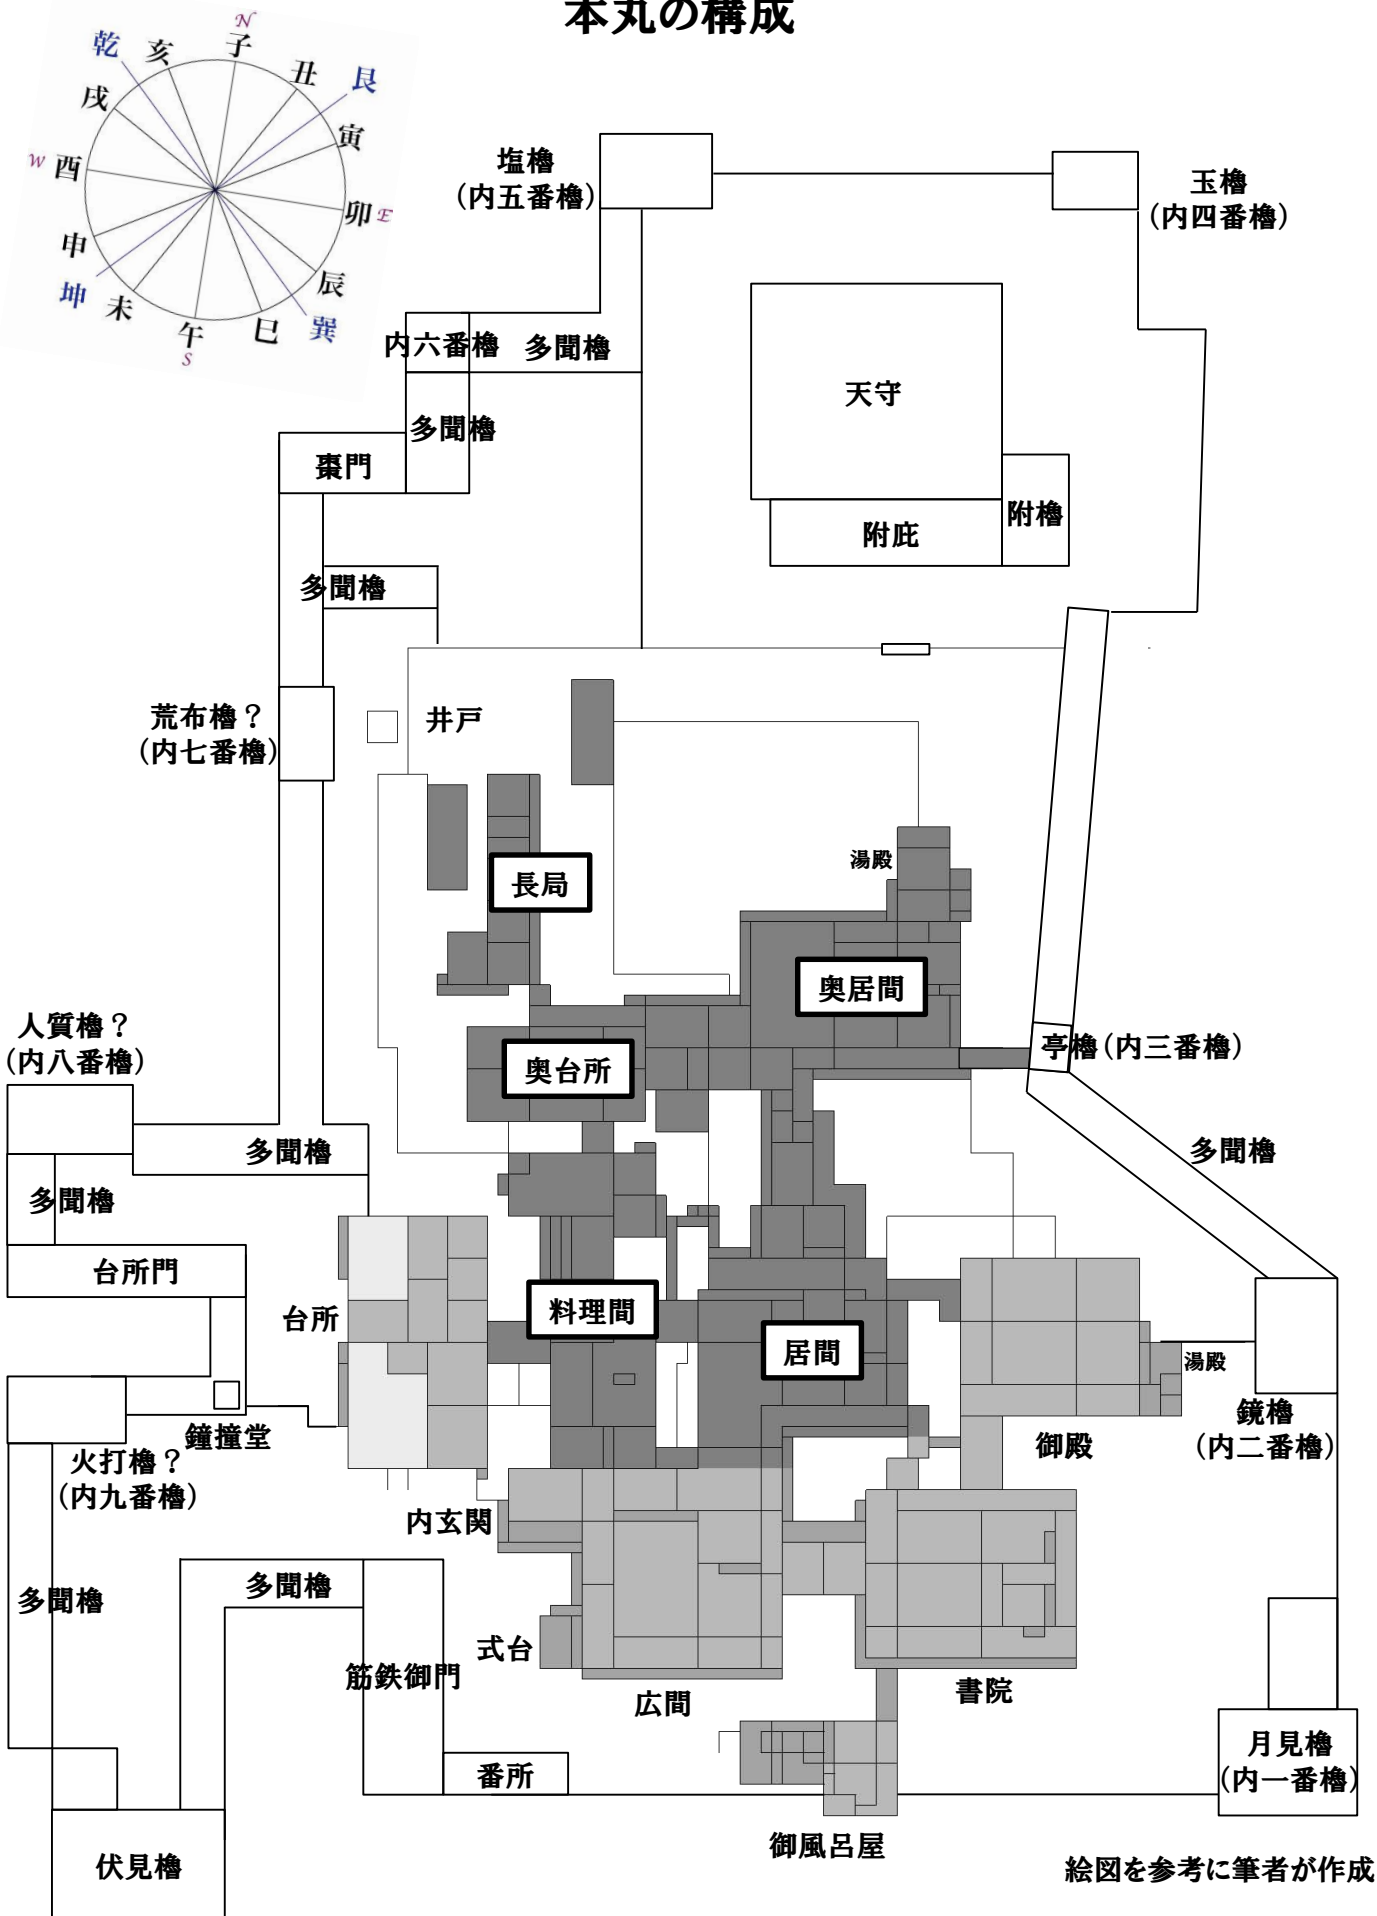 本丸の構成
N
子
丑
艮
寅
卯
E
辰
巽
巳
午
S
未
坤
申
W
酉
戌
乾
亥
塩櫓
(内五番櫓)
玉櫓
(内四番櫓)
内六番櫓
多聞櫓
天守
多聞櫓
棗門
附櫓
附庇
多聞櫓
荒布櫓？
(内七番櫓)
井戸
湯殿
長局
奥居間
人質櫓？
(内八番櫓)
亭櫓(内三番櫓)
奥台所
多聞櫓
多聞櫓
多聞櫓
台所門
台所
料理間
居間
湯殿
鐘撞堂
御殿
鏡櫓
(内二番櫓)
火打櫓？
(内九番櫓)
内玄関
多聞櫓
多聞櫓
式台
筋鉄御門
広間
書院
月見櫓
(内一番櫓)
番所
御風呂屋
伏見櫓
絵図を参考に筆者が作成